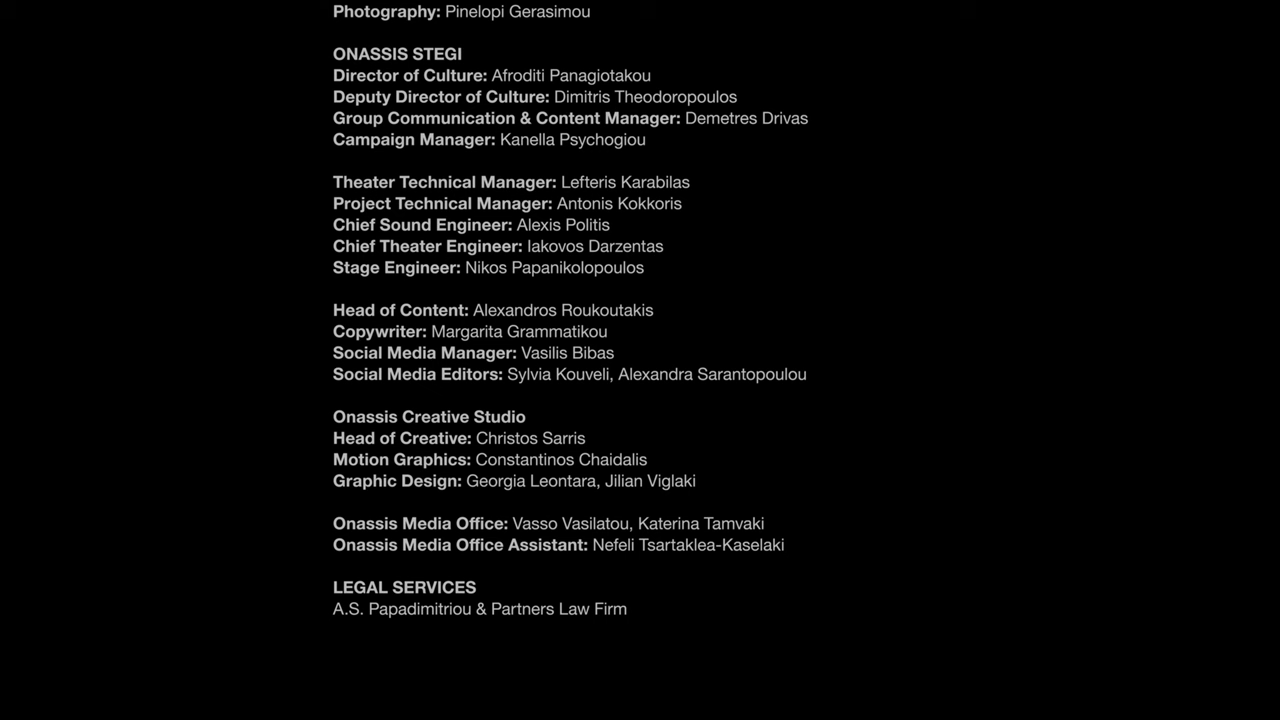 Photography: Pinelopi Gerasimou
ONASSIS STEGI
Director of Culture: Afroditi Panagiotakou
Deputy Director of Culture: Dimitris Theodoropoulos
Group Communication & Content Manager: Demetres Drivas
Campaign Manager: Kanella Psychogiou
Theater Technical Manager: Lefteris Karabilas
Project Technical Manager: Antonis Kokkoris
Chief Sound Engineer: Alexis Politis
Chief Theater Engineer: Iakovos Darzentas
Stage Engineer: Nikos Papanikolopoulos
Head of Content: Alexandros Roukoutakis
Copywriter: Margarita Grammatikou
Social Media Manager: Vasilis Bibas
Social Media Editors: Sylvia Kouveli, Alexandra Sarantopoulou
Onassis Creative Studio
Head of Creative: Christos Sarris
Motion Graphics: Constantinos Chaidalis
Graphic Design: Georgia Leontara, Jilian Viglaki
Onassis Media Office: Vasso Vasilatou, Katerina Tamvaki
Onassis Media Office Assistant: Nefeli Tsartaklea-Kaselaki
LEGAL SERVICES
A.S. Papadimitriou & Partners Law Firm